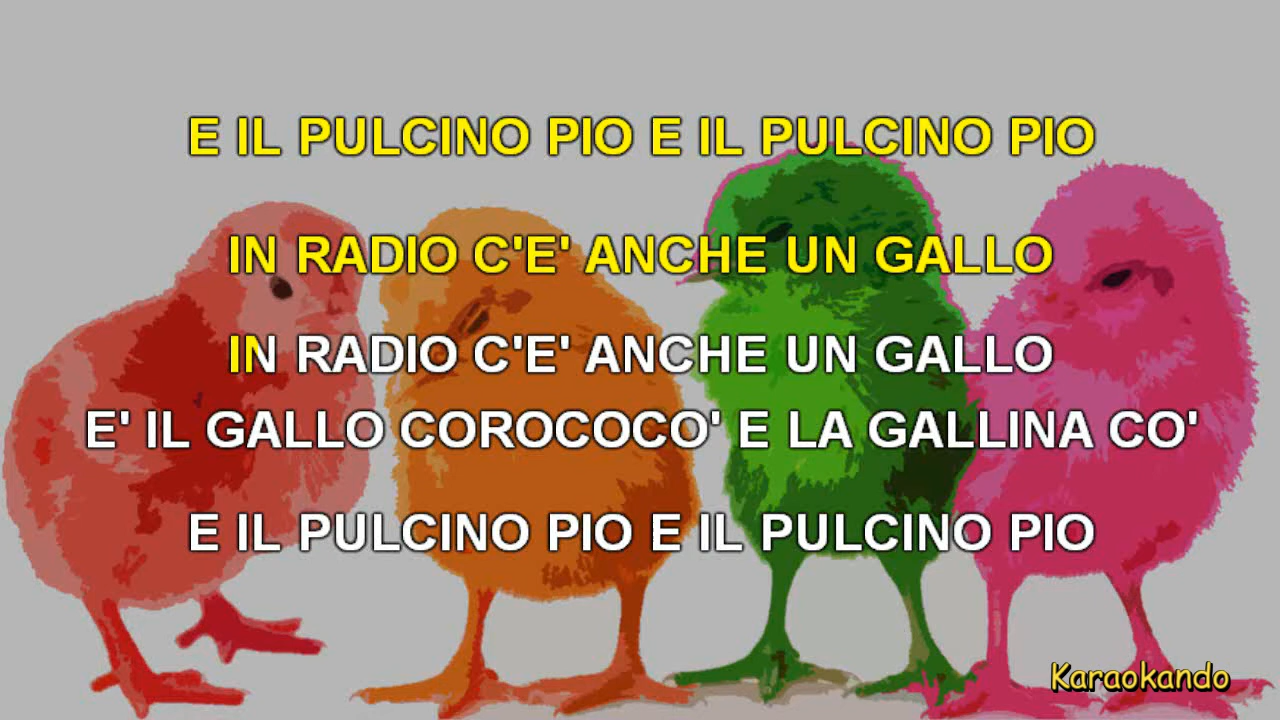 E IL PULCINO PIO E IL PULCINO PIO
IN RADIO C'E' ANCHE UN GALLO
IN RADIO C'E' ANCHE UN GALLO
E' IL GALLO COROCOCO' E LA GALLINA CO'
E IL PULCINO PIO E IL PULCINO PIO
Karaokando